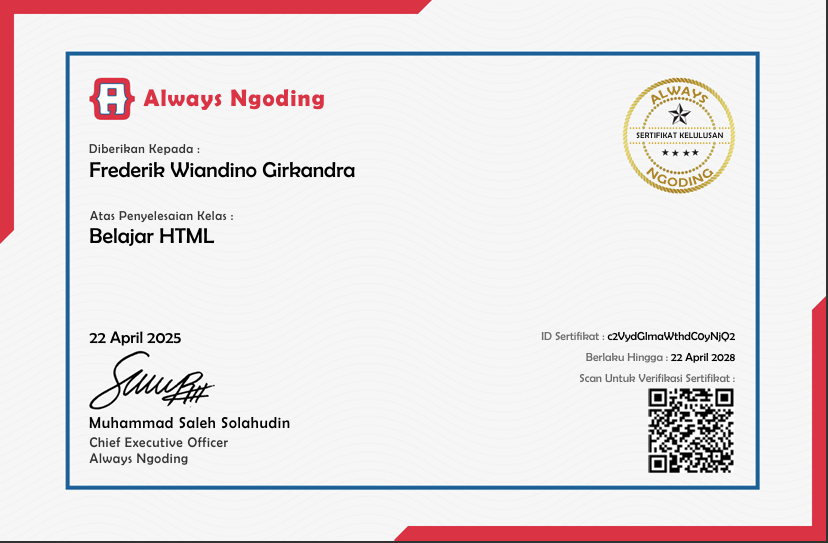 Always Ngoding
ALWAYS
SERTIFIKAT KELULUSAN
NGODING
Diberikan Kepada :
Frederik Wiandino Girkandra
Atas Penyelesaian Kelas :
Belajar HTML
22 April 2025
Muhammad Saleh Solahudin
Chief Executive Officer
Always Ngoding
ID Sertifikat : c2VydGlmaWthdC0yNjQ2
Berlaku Hingga : 22 April 2028
Scan Untuk Verifikasi Sertifikat :